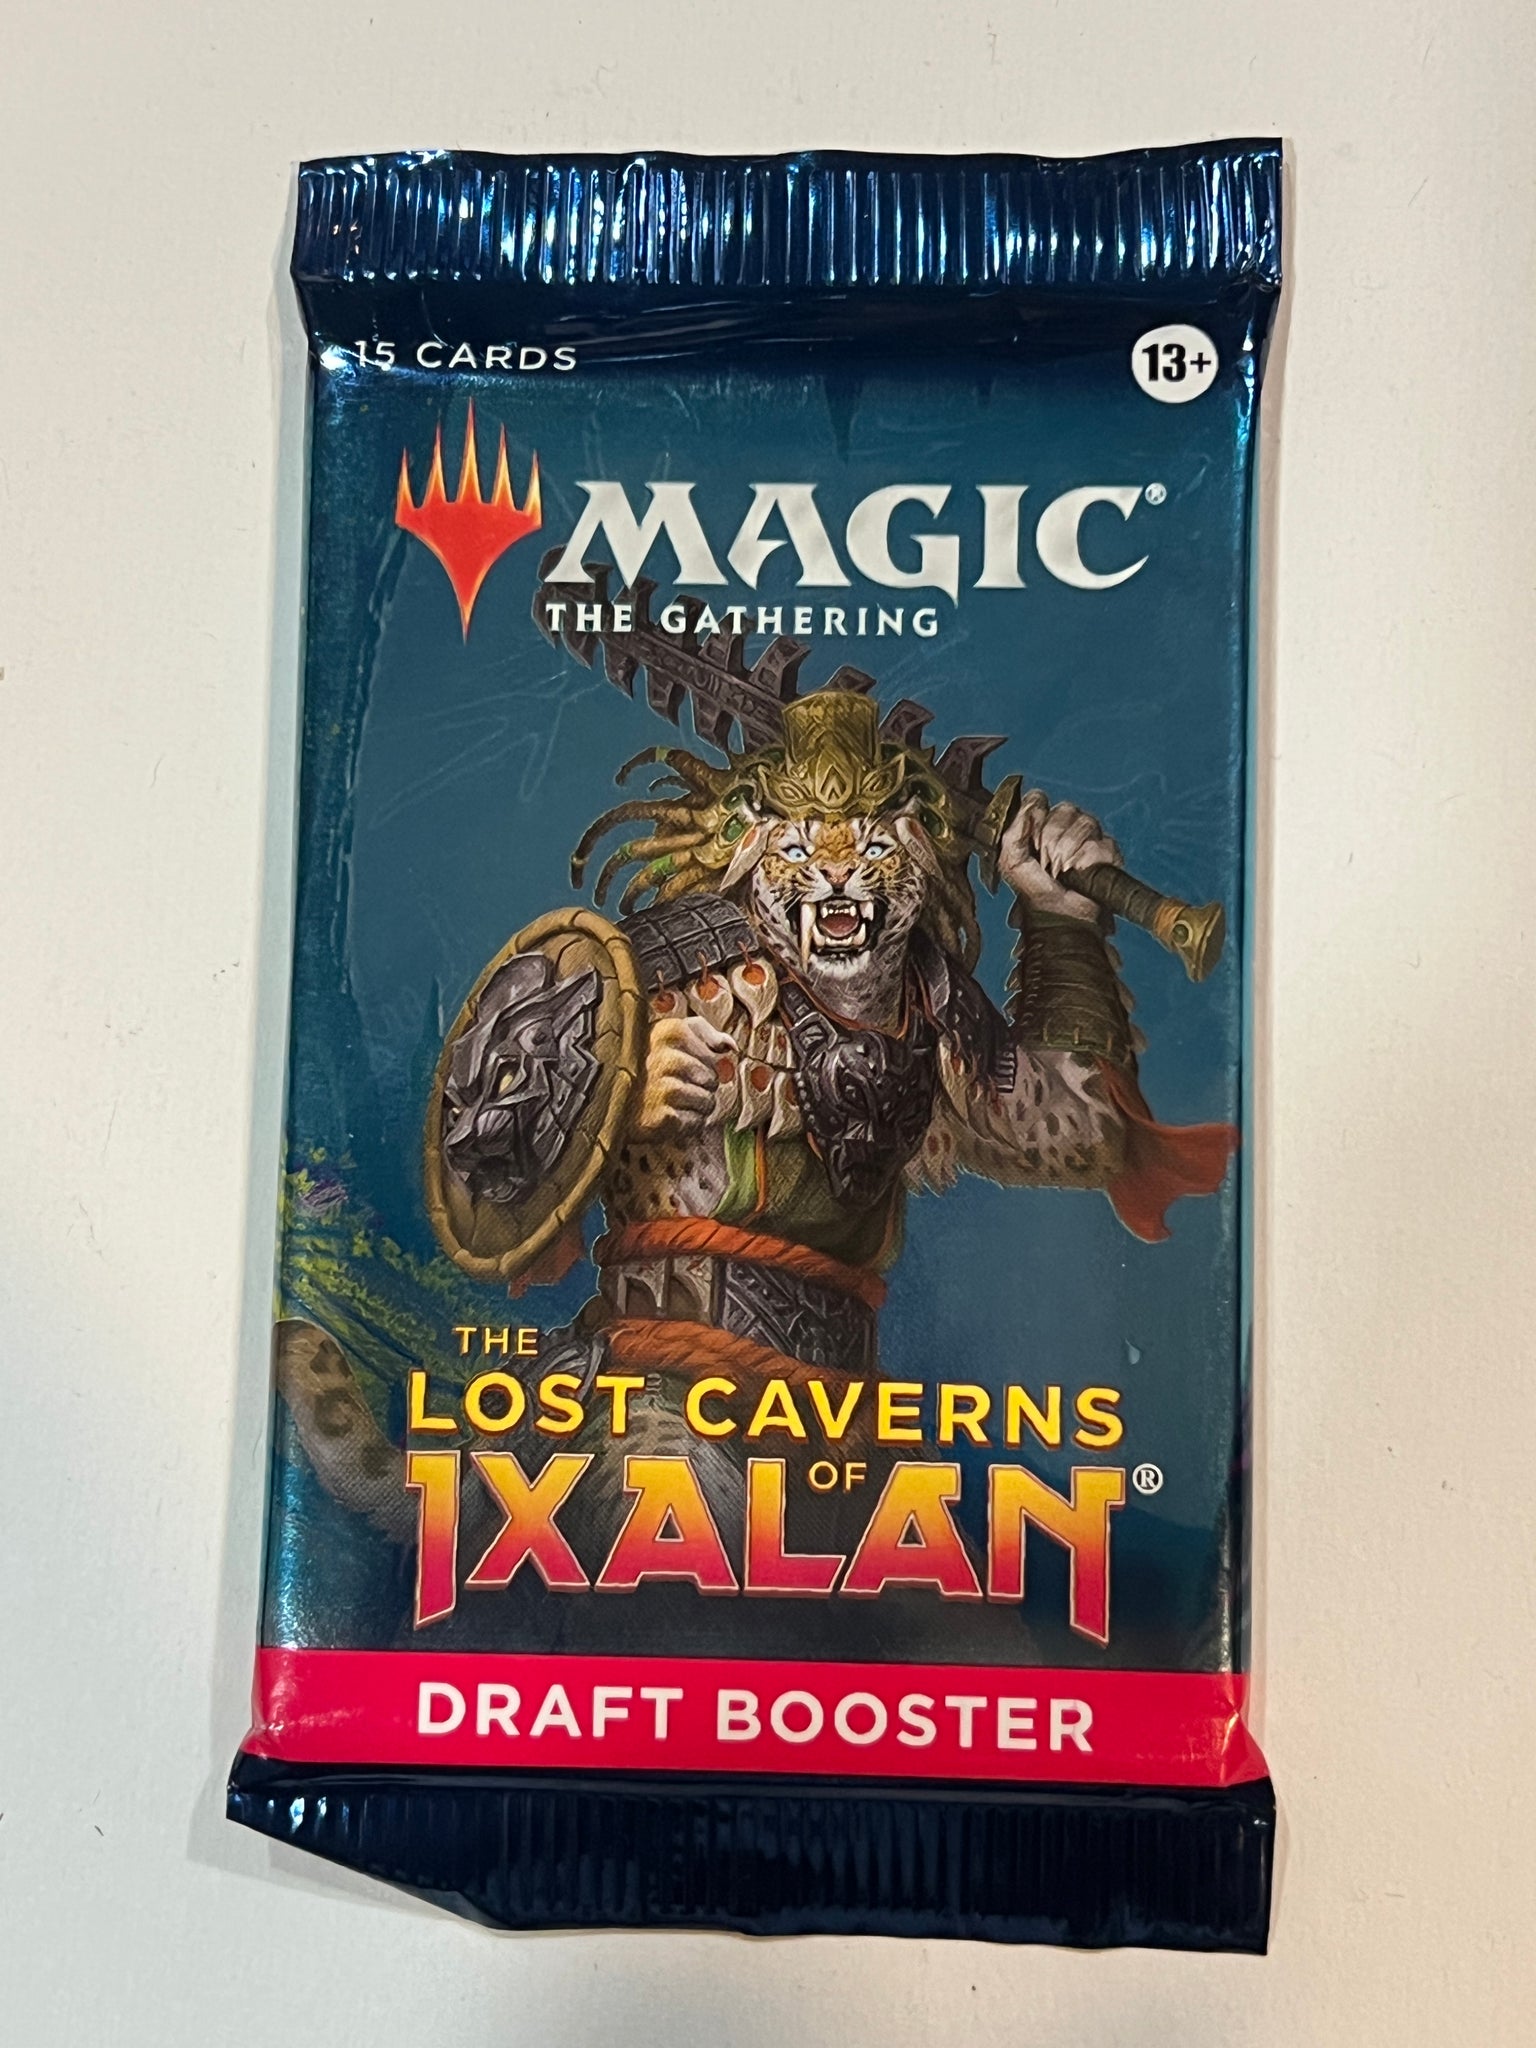 15 CARDS
13+
MAGIC®
THE GATHERING
THE
LOST CAVERNS
OF
IXALAN®
DRAFT BOOSTER